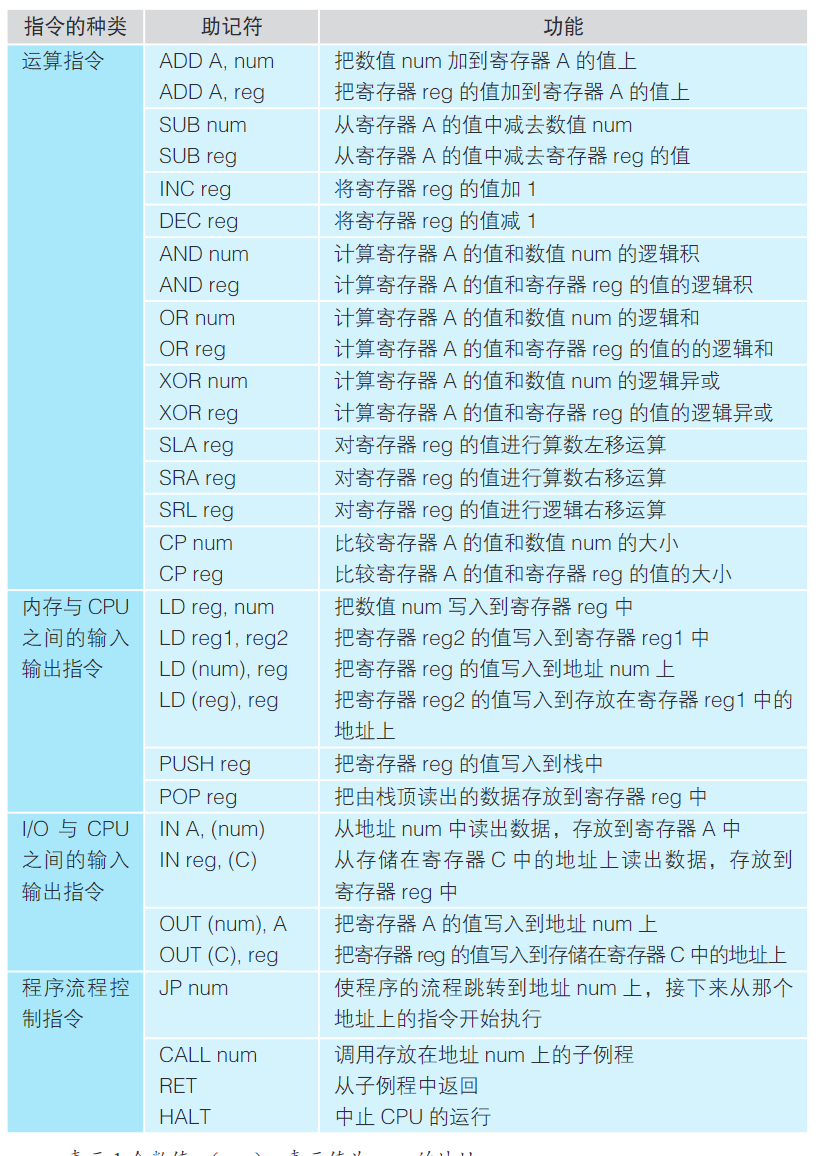 指令的种类 助记符 功能
运算指令 ADD A, num 把数值 num 加到寄存器 A 的值上
ADD A, reg 把寄存器 reg 的值加到寄存器 A 的值上
SUB num 从寄存器 A 的值中减去数值 num
SUB reg 从寄存器 A 的值中减去寄存器 reg 的值
INC reg 将寄存器 reg 的值加 1
DEC reg 将寄存器 reg 的值减 1
AND num 计算寄存器 A 的值和数值 num 的逻辑积
AND reg 计算寄存器 A 的值和寄存器 reg 的值的逻辑积
OR num 计算寄存器 A 的值和数值 num 的逻辑和
OR reg 计算寄存器 A 的值和寄存器 reg 的值的的逻辑和
XOR num 计算寄存器 A 的值和数值 num 的逻辑异或
XOR reg 计算寄存器 A 的值和寄存器 reg 的值的逻辑异或
SLA reg 对寄存器 reg 的值进行算数左移运算
SRA reg 对寄存器 reg 的值进行算数右移运算
SRL reg 对寄存器 reg 的值进行逻辑右移运算
CP num 比较寄存器 A 的值和数值 num 的大小
CP reg 比较寄存器 A 的值和寄存器 reg 的值的大小
内存与 CPU LD reg, num 把数值 num 写入到寄存器 reg 中
之间的输入 LD reg1, reg2 把寄存器 reg2 的值写入到寄存器 reg1 中
输出指令 LD (num), reg 把寄存器 reg 的值写入到地址 num 上
LD (reg), reg 把寄存器 reg2 的值写入到存放在寄存器 reg1 中的
地址上
PUSH reg 把寄存器 reg 的值写入到栈中
POP reg 把由栈顶读出的数据存放到寄存器 reg 中
I/O 与 CPU IN A, (num) 从地址 num 中读出数据，存放到寄存器 A 中
之间的输入 IN reg, (C) 从存储在寄存器 C 中的地址上读出数据，存放到
输出指令 寄存器 reg 中
OUT (num), A 把寄存器 A 的值写入到地址 num 上
OUT (C), reg 把寄存器 reg 的值写入到存储在寄存器 C 中的地址上
程序流程控 JP num 使程序的流程跳转到地址 num 上，接下来从那个
制指令 地址上的指令开始执行
CALL num 调用存放在地址 num 上的子例程
RET 从子例程中返回
HALT 中止 CPU 的运行